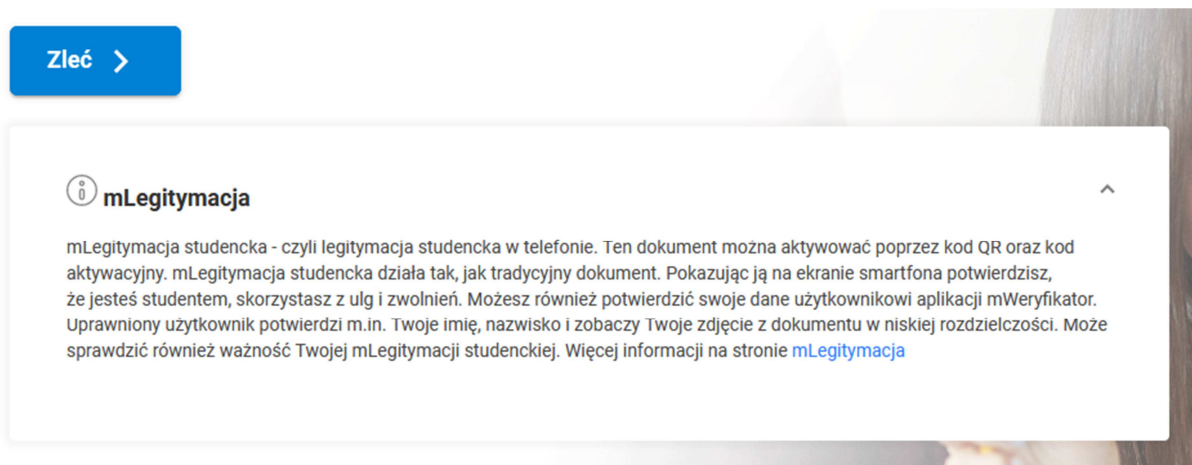 Zleć
mLegitymacja
mLegitymacja studencka - czyli legitymacja studencka w telefonie. Ten dokument można aktywować poprzez kod QR oraz kod
aktywacyjny. mLegitymacja studencka działa tak, jak tradycyjny dokument. Pokazując ją na ekranie smartfona potwierdzisz,
że jesteś studentem, skorzystasz z ulg i zwolnień. Możesz również potwierdzić swoje dane użytkownikowi aplikacji mWeryfikator.
Uprawniony użytkownik potwierdzi m.in. Twoje imię, nazwisko i zobaczy Twoje zdjęcie z dokumentu w niskiej rozdzielczości. Może
sprawdzić również ważność Twojej mLegitymacji studenckiej. Więcej informacji na stronie mLegitymacja